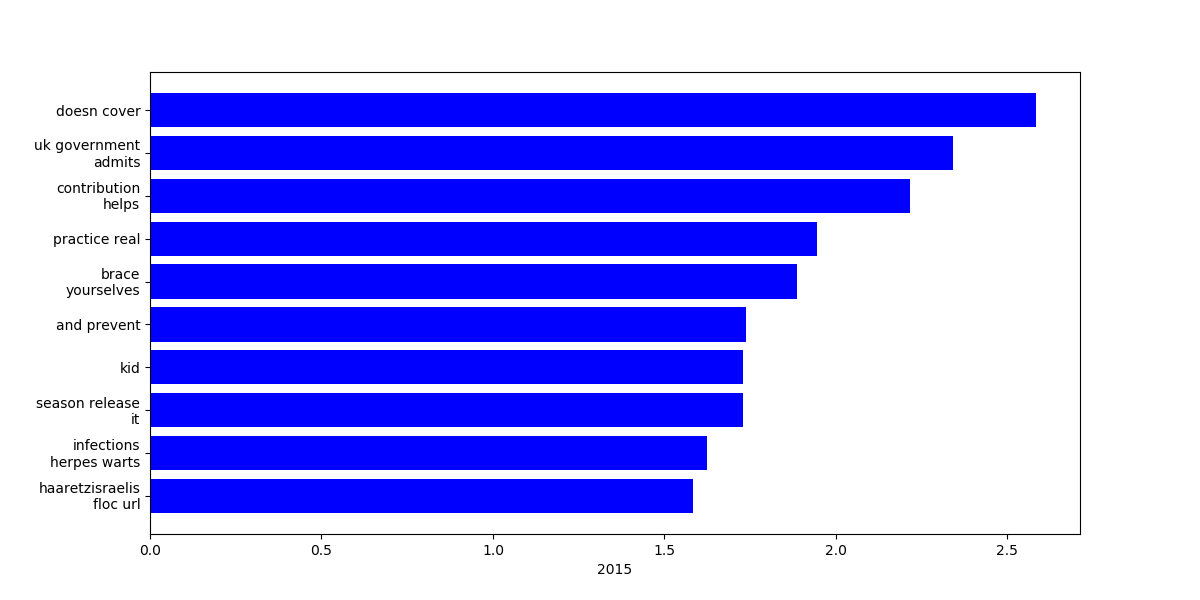 doesn cover
uk government
admits
contribution
helps
practice real
brace
yourselves
and prevent
kid
season release
it
infections
herpes warts
haaretzisraelis
floc url
0.0 0.5 1.0 1.5 2.0 2.5
2015